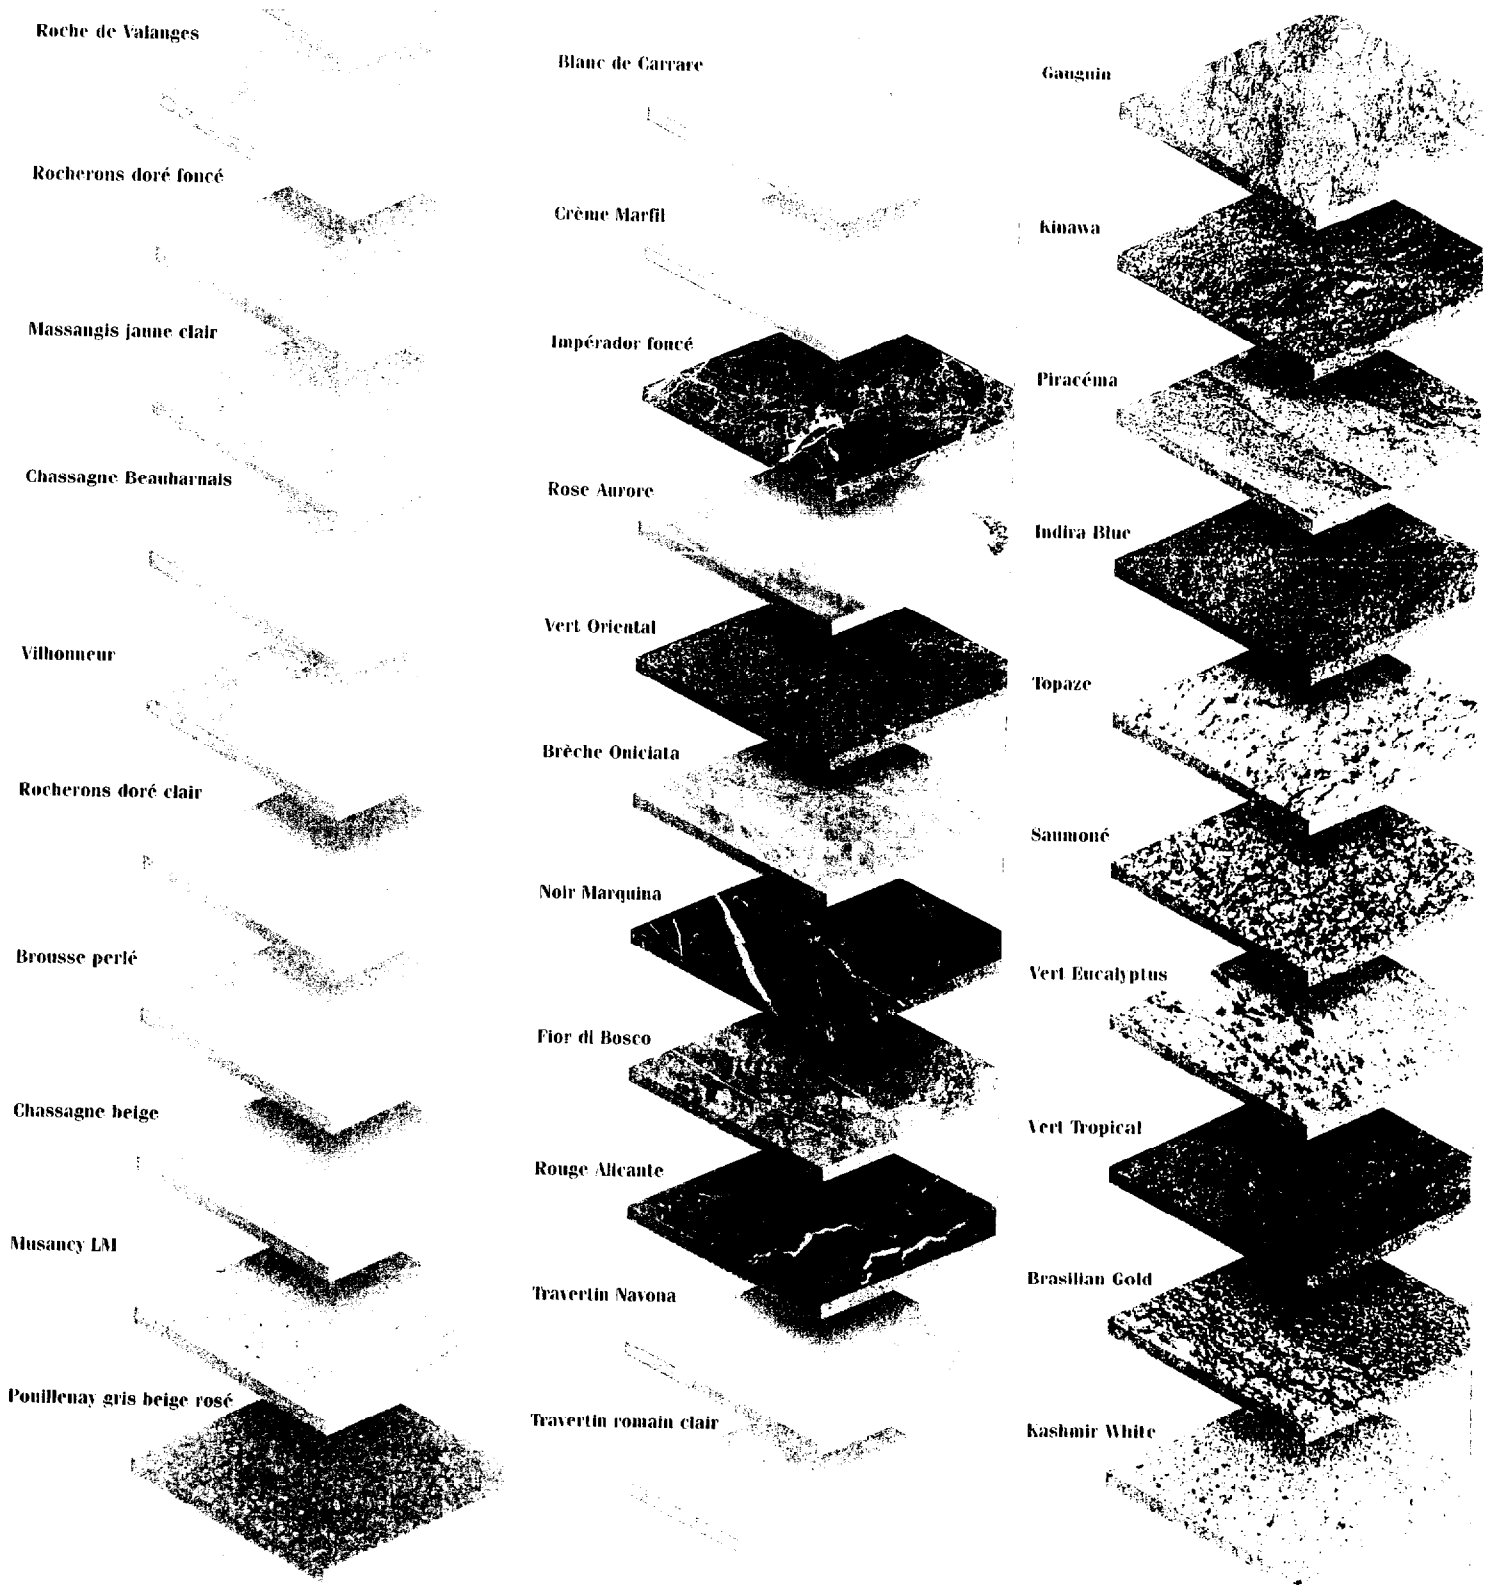 Roche de Valanges
Rocherons doré foncé
Massangis jaune clair
Chassagne Beauharnais
Vilhonneur
Rocherons doré clair
Brousse perlé
Chassagne beige
Musancy LM
Pouillenay gris beige rosé
Blanc de Carrare
Crème Marfil
Impérador foncé
Rose Aurore
Vert Oriental
Brèche Oniciata
Noir Marquina
Fior di Bosco
Rouge Alicante
Travertin Navona
Travertin romain clair
Gauguin
Kinawa
Piracéma
Indira Blue
Topaze
Saumoné
Vert Eucalyptus
Vert Tropical
Brasilian Gold
Kashmir White